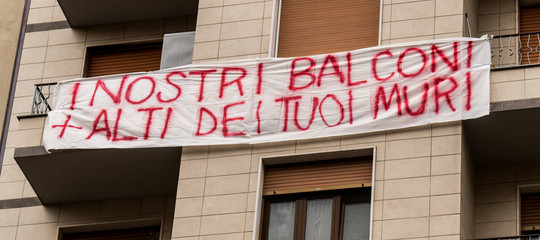 I NOSTRI BALCONI
+ ALTI DEI TUOI MURI